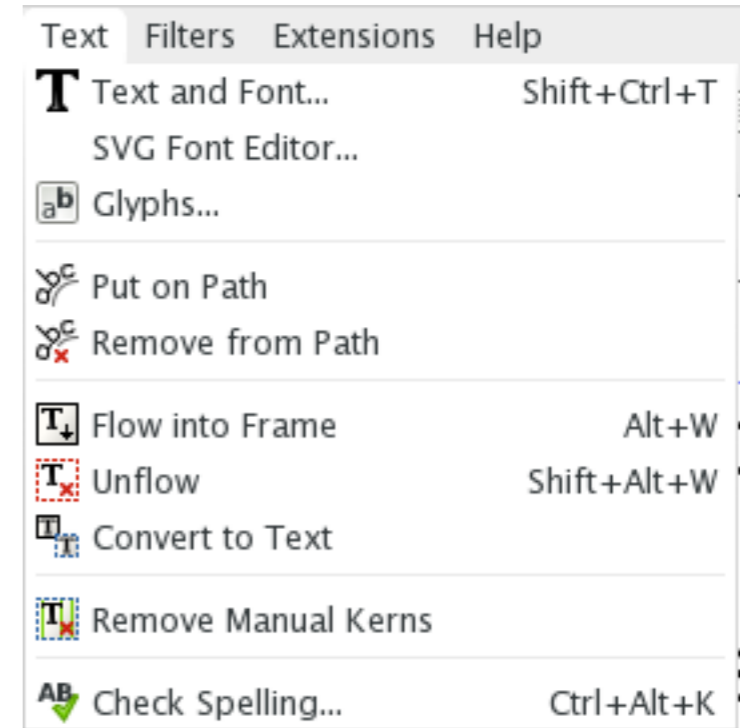 Text Filters Extensions Help
Text and Font... Shift+Ctrl+T
SVG Font Editor...
Glyphs...
Put on Path
Remove from Path
Flow into Frame Alt+W
Unflow Shift+Alt+W
Convert to Text
Remove Manual Kerns
Check Spelling... Ctrl+Alt+K